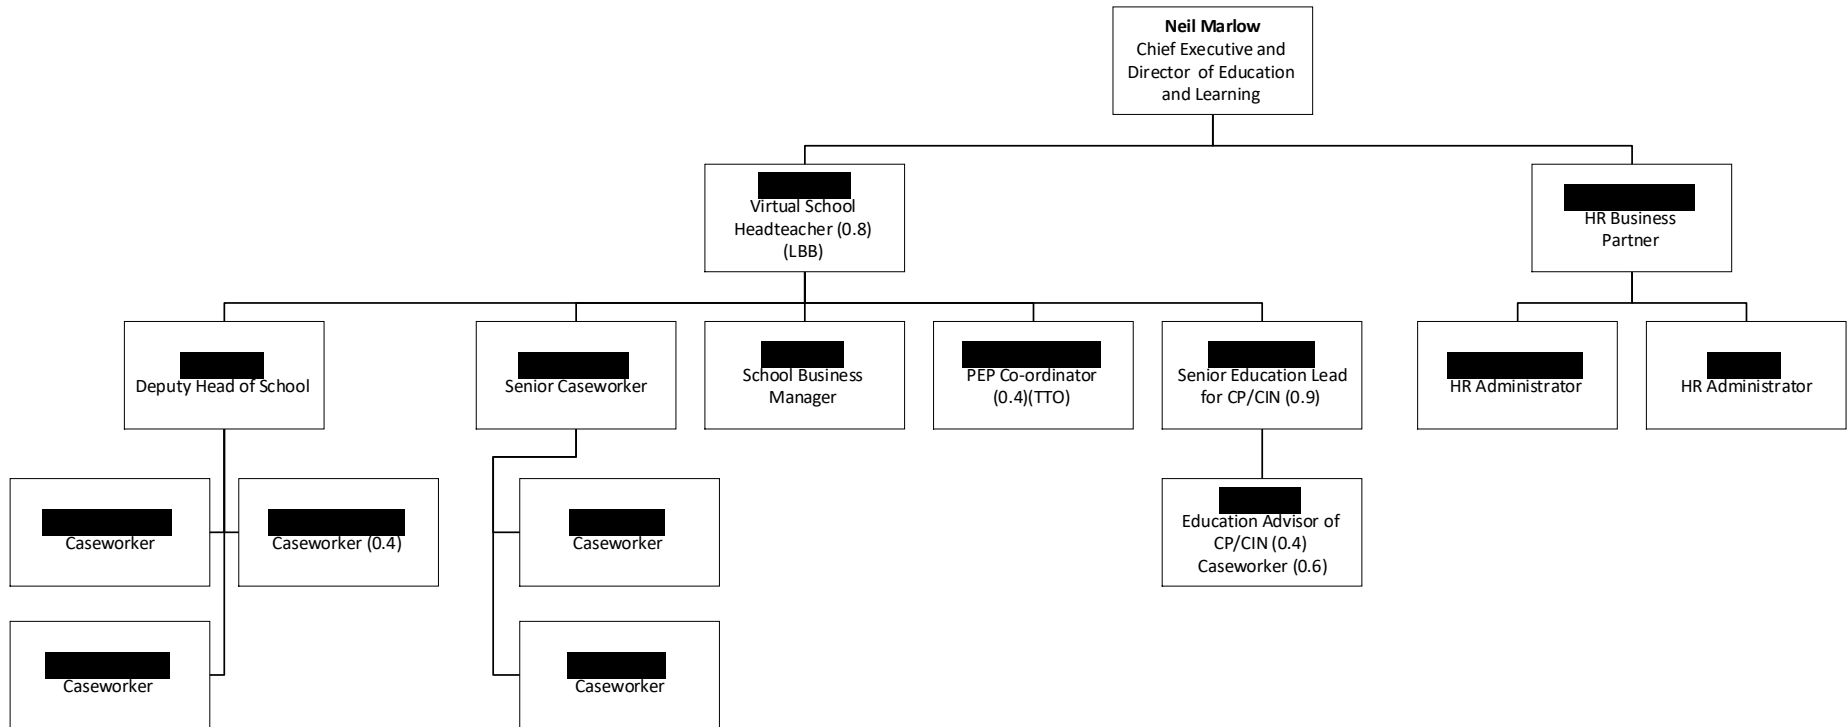 Neil Marlow
Chief Executive and
Director of Education
and Learning
Virtual School
Headteacher (0.8)
(LBB)
HR Business
Partner
Deputy Head of School
Senior Caseworker
School Business
Manager
PEP Co-ordinator
(0.4)(TTO)
Senior Education Lead
for CP/CIN (0.9)
HR Administrator
HR Administrator
Caseworker
Caseworker (0.4)
Caseworker
Education Advisor of
CP/CIN (0.4)
Caseworker (0.6)
Caseworker
Caseworker